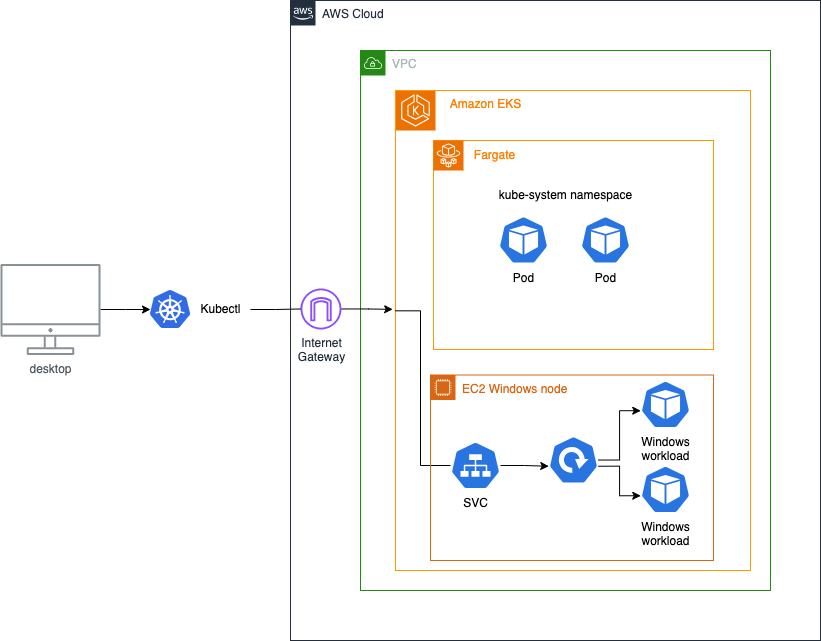 aws
AWS Cloud
VPC
Amazon EKS
Fargate
kube-system namespace
Pod
Pod
desktop
Kubectl
Internet
Gateway
EC2 Windows node
SVC
Windows
workload
Windows
workload